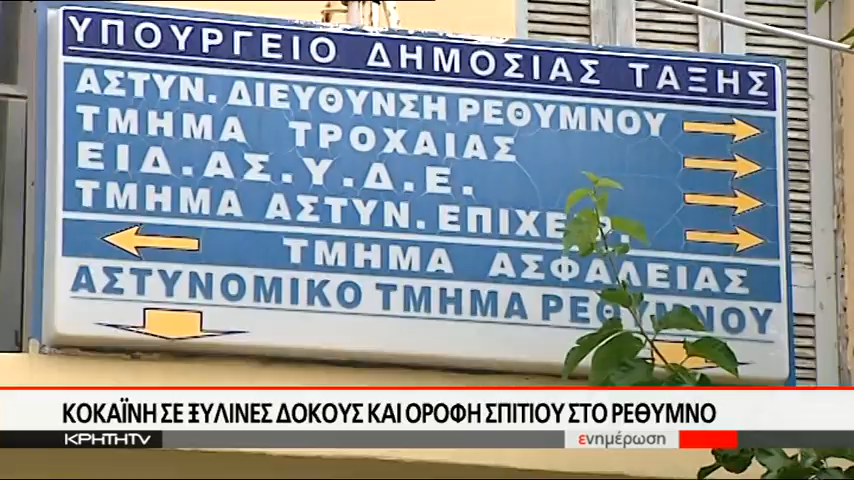 ΥΠΟΥΡΓΕΙΟ ΔΗΜΟΣΙΑΣ ΤΑΞΗΣ
ΑΣΤΥΝ. ΔΙΕΥΘΥΝΣΗ ΡΕΘΥΜΝΟΥ
ΤΜΗΜΑ ΤΡΟΧΑΙΑΣ
ΕΙΔ.ΑΣ.Υ.Δ.Ε.
ΤΜΗΜΑ ΑΣΤΥΝ.
ΤΜΗΜΑ ΑΣΦΑΛΕΙΑΣ
ΑΣΤΥΝΟΜΙΚΟ ΤΜΗΜΑ ΡΕΘΥΜΝΟΥ
ΚΟΚΑΪΝΗ ΣΕ ΞΥΛΙΝΕΣ ΔΟΚΟΥΣ ΚΑΙ ΟΡΟΦΗ ΣΠΙΤΙΟΥ ΣΤΟ ΡΕΘΥΜΝΟ
ΚΡΗΤΗTV
ενημέρωση